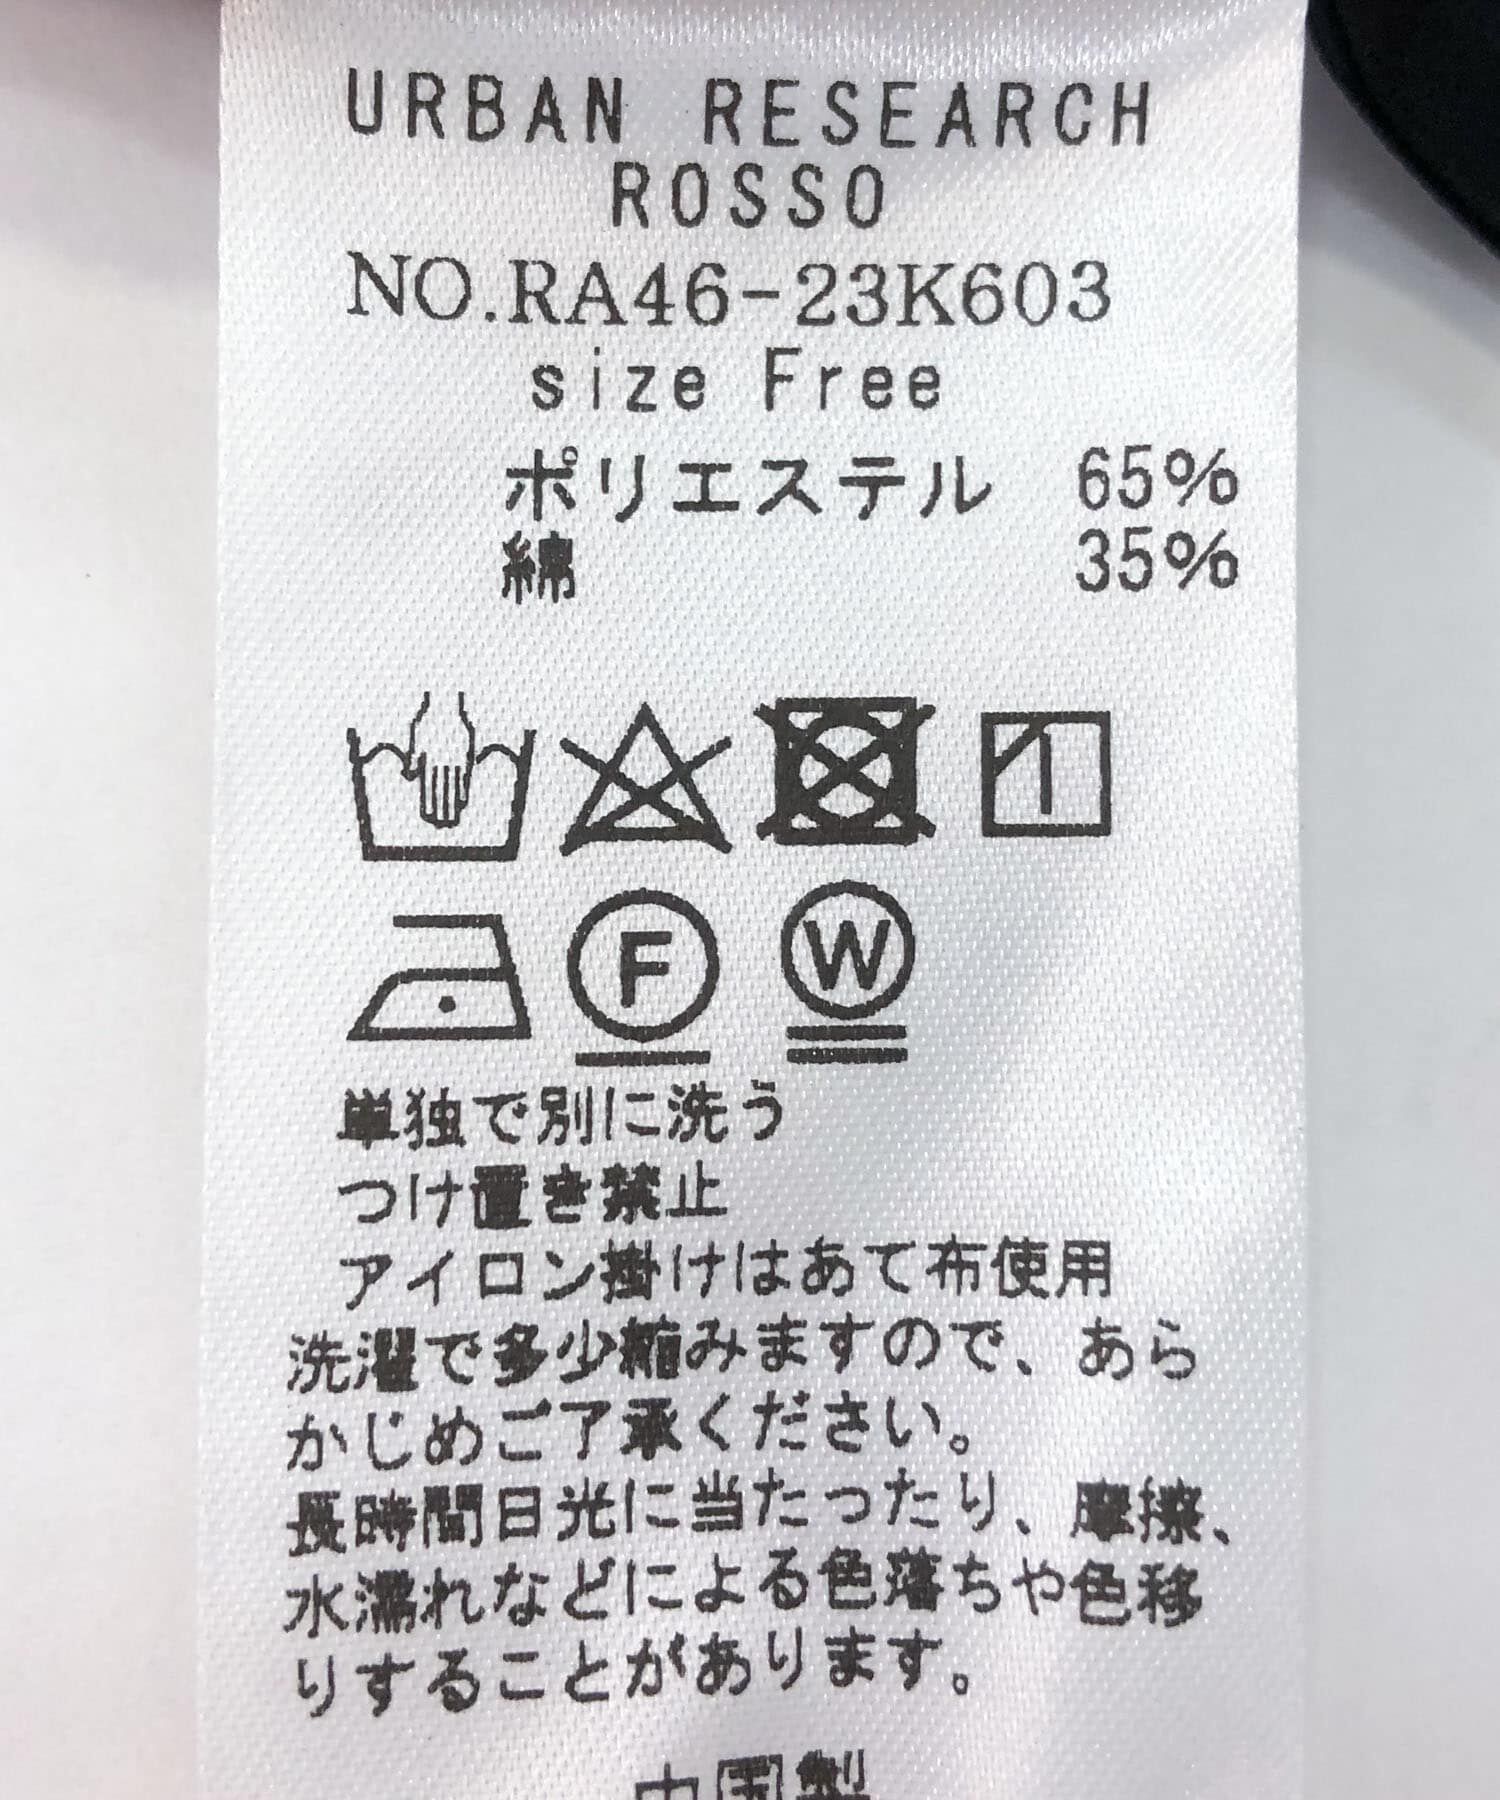 URBAN RESEARCH
ROSSO
NO.RA46-23K603
size Free
ポリエステル 65%
綿 35%
F W
単独で別に洗う
つけ置き禁止
アイロン掛けはあて布使用
洗濯で多少縮みますので、あら
かじめご了承ください。
長時間日光に当たったり、摩擦、
水濡れなどによる色落ちや色移
りすることがあります。
中国製